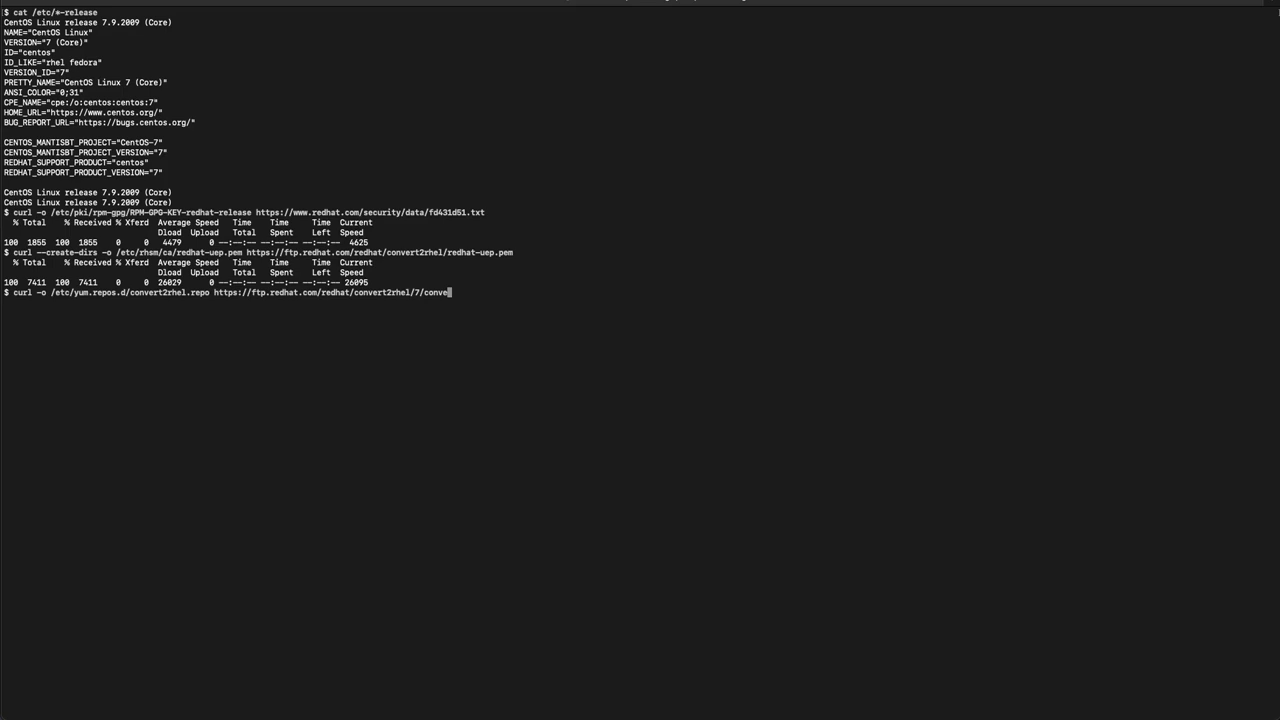 $ cat /etc/*-release
CentOS Linux release 7.9.2009 (Core)
NAME="CentOS Linux"
VERSION="7 (Core)"
ID="centos"
ID_LIKE="rhel fedora"
VERSION_ID="7"
PRETTY_NAME="CentOS Linux 7 (Core)"
ANSI_COLOR="0;31"
CPE_NAME="cpe:/o:centos:centos:7"
HOME_URL="https://www.centos.org/"
BUG_REPORT_URL="https://bugs.centos.org/"
CENTOS_MANTISBT_PROJECT="CentOS-7"
CENTOS_MANTISBT_PROJECT_VERSION="7"
REDHAT_SUPPORT_PRODUCT="centos"
REDHAT_SUPPORT_PRODUCT_VERSION="7"
CentOS Linux release 7.9.2009 (Core)
CentOS Linux release 7.9.2009 (Core)
$ curl -o /etc/pki/rpm-gpg/RPM-GPG-KEY-redhat-release https://www.redhat.com/security/data/fd431d51.txt
% Total % Received % Xferd Average Speed Time Time Time Current
Dload Upload Total Spent Left Speed
100 1855 100 1855 0 0 4479 0 --:--:-- --:--:-- --:--:-- 4625
$ curl --create-dirs -o /etc/rhsm/ca/redhat-uep.pem https://ftp.redhat.com/redhat/convert2rhel/redhat-uep.pem
% Total % Received % Xferd Average Speed Time Time Time Current
Dload Upload Total Spent Left Speed
100 7411 100 7411 0 0 26029 0 --:--:-- --:--:-- --:--:-- 26095
$ curl -o /etc/yum.repos.d/convert2rhel.repo https://ftp.redhat.com/redhat/convert2rhel/7/conve